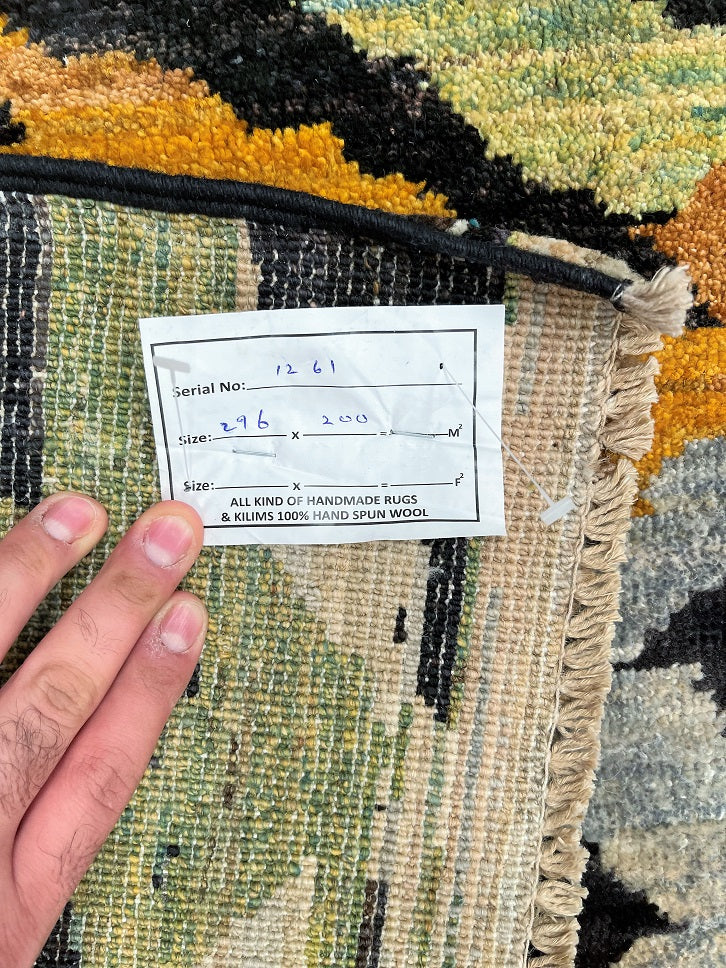 Serial No: 1261
Size: 296 x 200 = M²
Size: x = F²
ALL KIND OF HANDMADE RUGS
& KILIMS 100% HAND SPUN WOOL